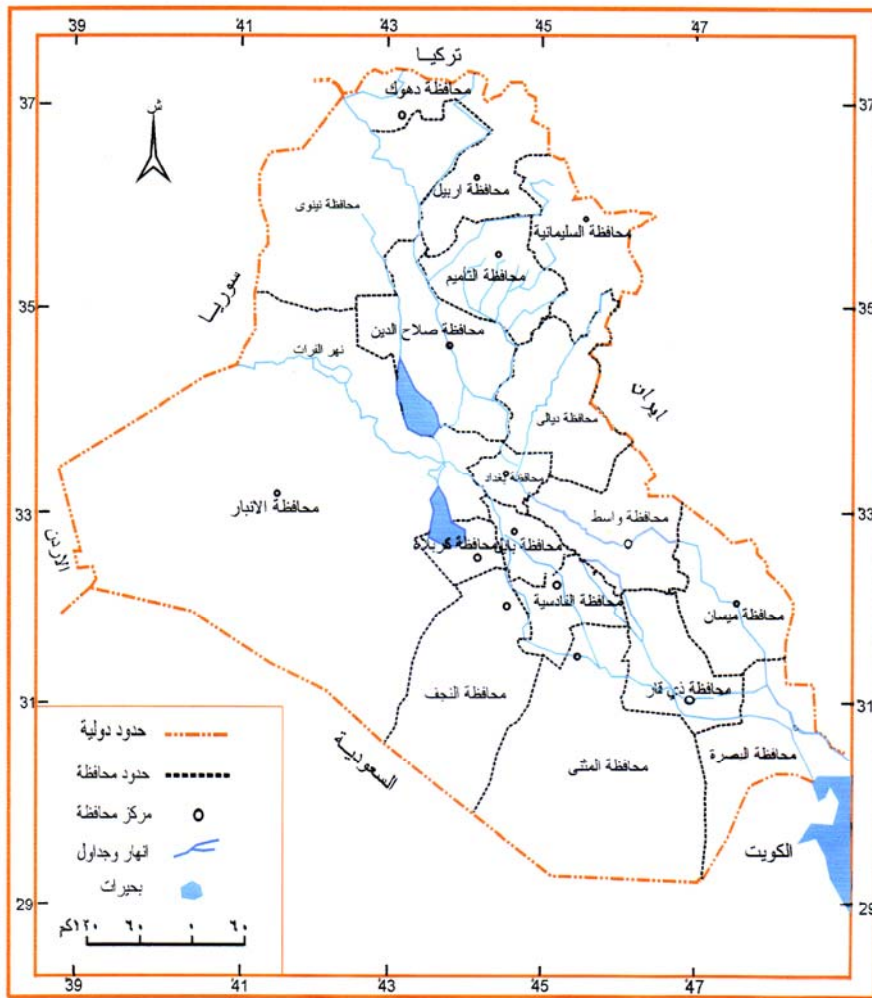 39
41
43
45
47
تركيـا
37
37
محافظة دهوك
ش
محافظة اربيل
محافظة نينوى
محافظة السليمانية
محافظة التأميم
سوريـا
35
35
محافظة صلاح الدين
نهر الفرات
ايران
محافظة ديالى
محافظة بغداد
33
33
محافظة الانبار
محافظة واسط
الاردن
محافظة كربلاء
محافظة بابل
محافظة القادسية
محافظة ميسان
31
31
محافظة النجف
محافظة ذي قار
السعوديـة
محافظة المثنى
محافظة البصرة
الكويت
حدود دولية
حدود محافظة
مركز محافظة
انهار وجداول
بحيرات
29
29
١٢٠كم
٦٠
٠
٦٠
39
41
43
45
47